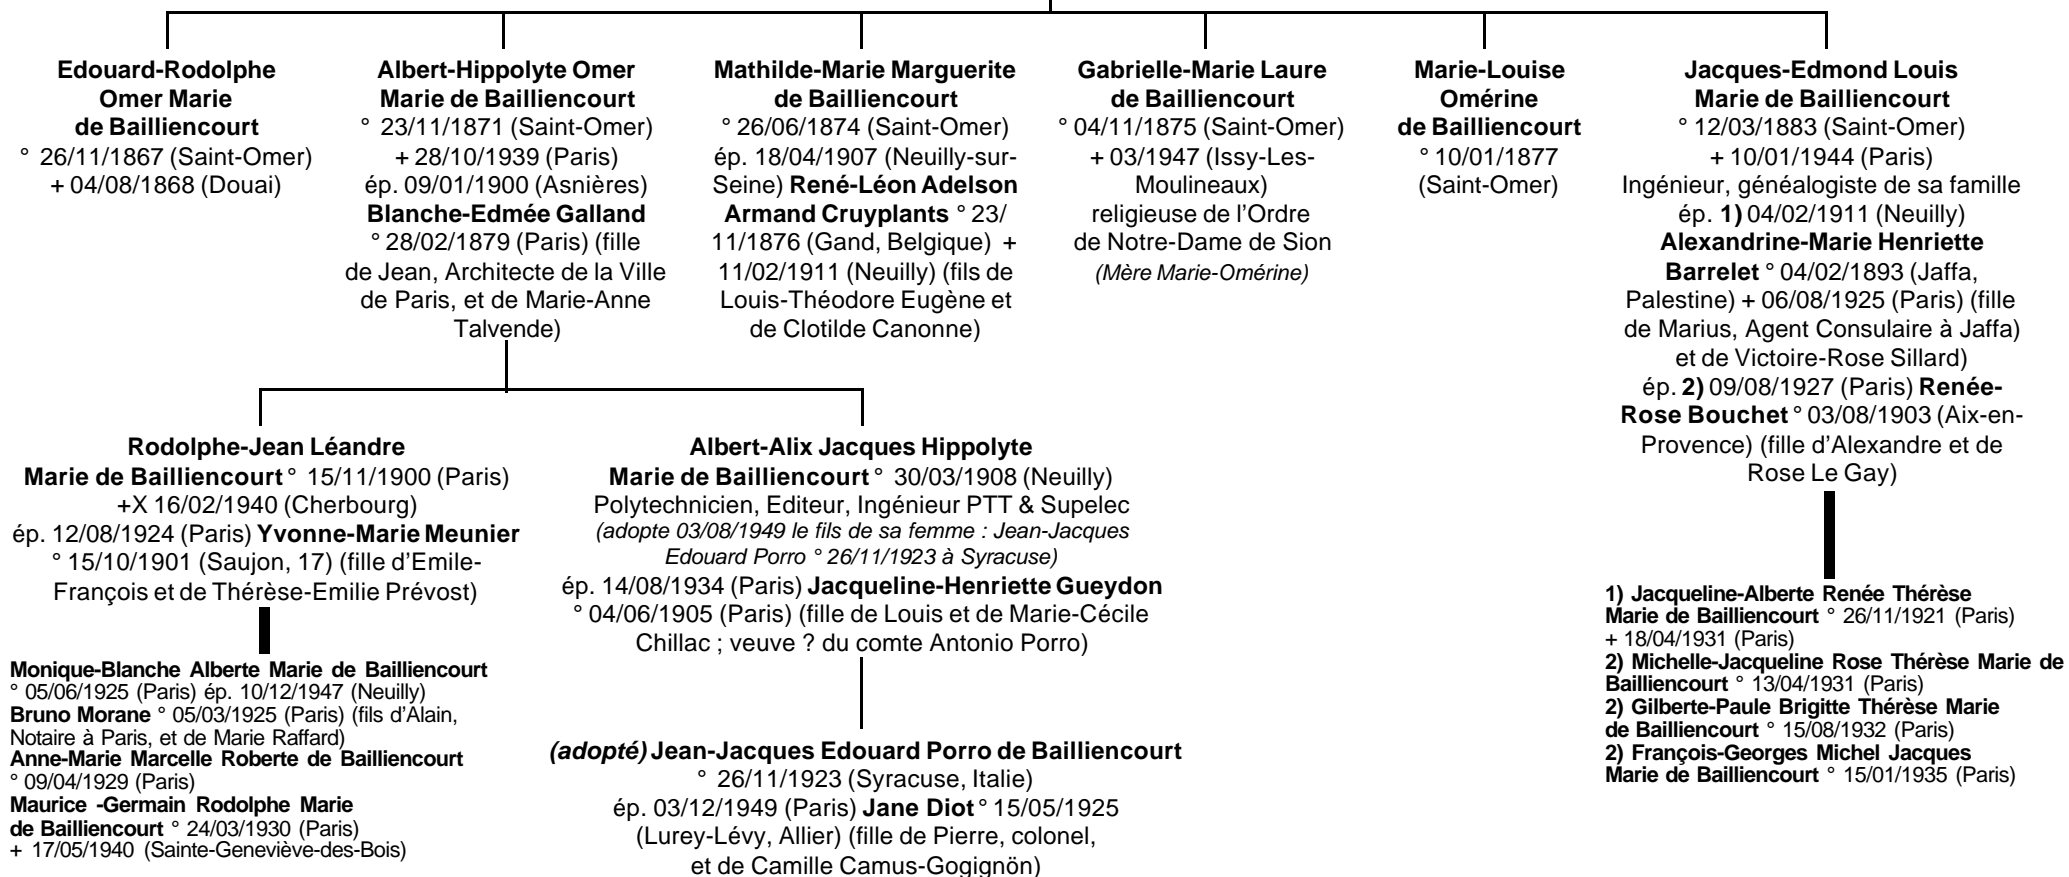 Edouard-Rodolphe
Omer Marie
de Bailliencourt
° 26/11/1867 (Saint-Omer)
+ 04/08/1868 (Douai)
Albert-Hippolyte Omer
Marie de Bailliencourt
° 23/11/1871 (Saint-Omer)
+ 28/10/1939 (Paris)
ép. 09/01/1900 (Asnières)
Blanche-Edmée Galland
° 28/02/1879 (Paris) (fille
de Jean, Architecte de la Ville
de Paris, et de Marie-Anne
Talvende)
Mathilde-Marie Marguerite
de Bailliencourt
° 26/06/1874 (Saint-Omer)
ép. 18/04/1907 (Neuilly-sur-
Seine) René-Léon Adelson
Armand Cruyplants ° 23/
11/1876 (Gand, Belgique) +
11/02/1911 (Neuilly) (fils de
Louis-Théodore Eugène et
de Clotilde Canonne)
Gabrielle-Marie Laure
de Bailliencourt
° 04/11/1875 (Saint-Omer)
+ 03/1947 (Issy-Les-
Moulineaux)
religieuse de l'Ordre
de Notre-Dame de Sion
(Mère Marie-Omérine)
Marie-Louise
Omérine
de Bailliencourt
° 10/01/1877
(Saint-Omer)
Jacques-Edmond Louis
Marie de Bailliencourt
° 12/03/1883 (Saint-Omer)
+ 10/01/1944 (Paris)
Ingénieur, généalogiste de sa famille
ép. 1) 04/02/1911 (Neuilly)
Alexandrine-Marie Henriette
Barrelet ° 04/02/1893 (Jaffa,
Palestine) + 06/08/1925 (Paris) (fille
de Marius, Agent Consulaire à Jaffa)
et de Victoire-Rose Sillard)
ép. 2) 09/08/1927 (Paris) Renée-
Rose Bouchet ° 03/08/1903 (Aix-en-
Provence) (fille d'Alexandre et de
Rose Le Gay)
Rodolphe-Jean Léandre
Marie de Bailliencourt ° 15/11/1900 (Paris)
+X 16/02/1940 (Cherbourg)
ép. 12/08/1924 (Paris) Yvonne-Marie Meunier
° 15/10/1901 (Saujon, 17) (fille d'Emile-
François et de Thérèse-Emilie Prévost)
Albert-Alix Jacques Hippolyte
Marie de Bailliencourt ° 30/03/1908 (Neuilly)
Polytechnicien, Editeur, Ingénieur PTT & Supelec
(adopte 03/08/1949 le fils de sa femme : Jean-Jacques
Edouard Porro ° 26/11/1923 à Syracuse)
ép. 14/08/1934 (Paris) Jacqueline-Henriette Gueydon
° 04/06/1905 (Paris) (fille de Louis et de Marie-Cécile
Chillac ; veuve ? du comte Antonio Porro)
Monique-Blanche Alberte Marie de Bailliencourt
° 05/06/1925 (Paris) ép. 10/12/1947 (Neuilly)
Bruno Morane ° 05/03/1925 (Paris) (fils d'Alain,
Notaire à Paris, et de Marie Raffard)
Anne-Marie Marcelle Roberte de Bailliencourt
° 09/04/1929 (Paris)
Maurice -Germain Rodolphe Marie
de Bailliencourt ° 24/03/1930 (Paris)
+ 17/05/1940 (Sainte-Geneviève-des-Bois)
(adopté) Jean-Jacques Edouard Porro de Bailliencourt
° 26/11/1923 (Syracuse, Italie)
ép. 03/12/1949 (Paris) Jane Diot ° 15/05/1925
(Lurey-Lévy, Allier) (fille de Pierre, colonel,
et de Camille Camus-Gogignön)
1) Jacqueline-Alberte Renée Thérèse
Marie de Bailliencourt ° 26/11/1921 (Paris)
+ 18/04/1931 (Paris)
2) Michelle-Jacqueline Rose Thérèse Marie de
Bailliencourt ° 13/04/1931 (Paris)
2) Gilberte-Paule Brigitte Thérèse Marie
de Bailliencourt ° 15/08/1932 (Paris)
2) François-Georges Michel Jacques
Marie de Bailliencourt ° 15/01/1935 (Paris)